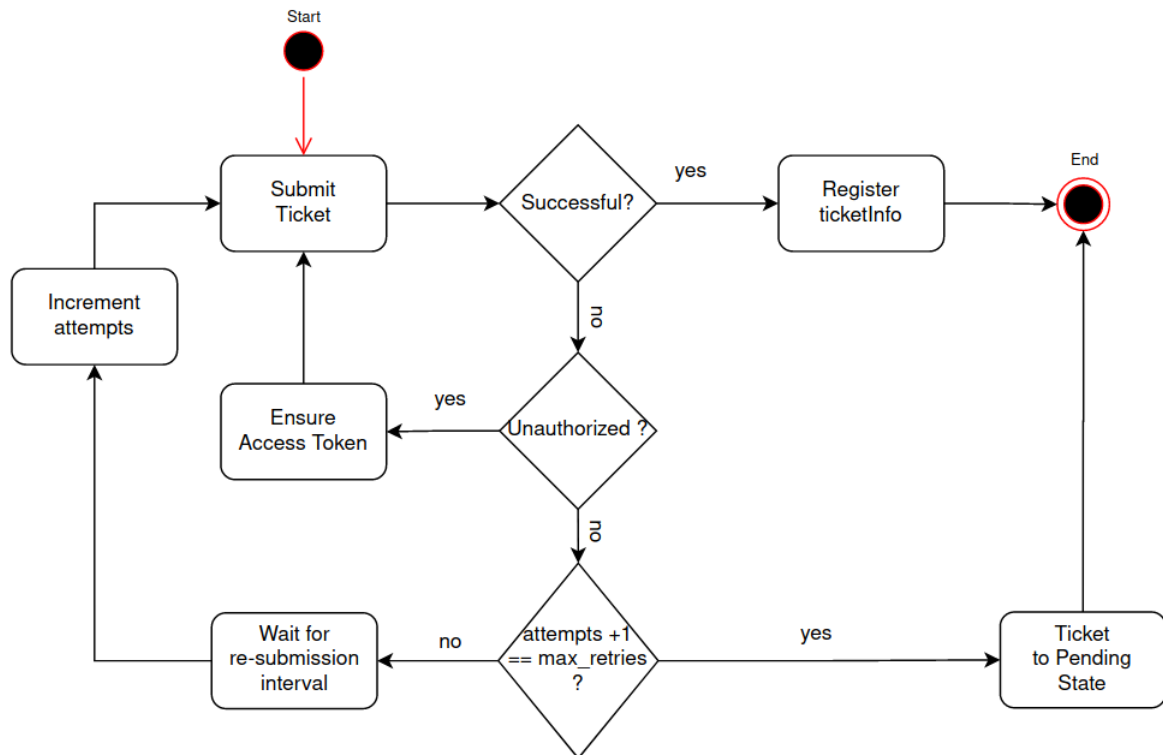 Start
End
Submit
Ticket
Successful?
yes
Register
ticketInfo
Increment
attempts
no
Ensure
Access Token
yes
Unauthorized ?
no
Wait for
re-submission
interval
no
attempts +1
== max_retries
?
yes
Ticket
to Pending
State